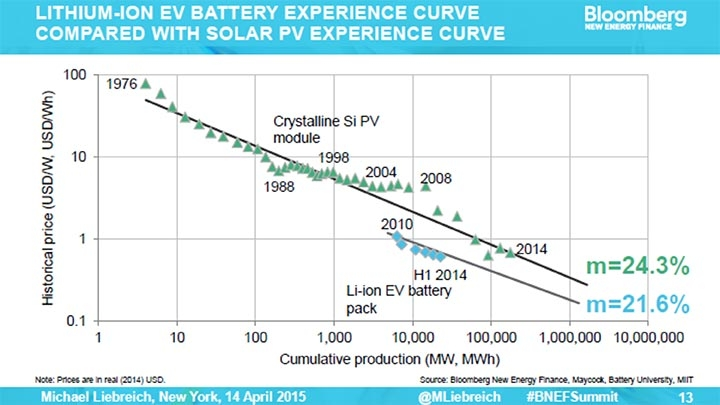 LITHIUM-ION EV BATTERY EXPERIENCE CURVE
COMPARED WITH SOLAR PV EXPERIENCE CURVE
Bloomberg
NEW ENERGY FINANCE
Historical price (USD/W, USD/Wh)
100
10
1
0.1
1976
Crystalline Si PV
module
1988
1998
2004
2008
2010
2014
H1 2014
Li-ion EV battery
pack
m=24.3%
m=21.6%
1 10 100 1,000 10,000 100,000 1,000,000 10,000,000
Cumulative production (MW, MWh)
Note: Prices are in real (2014) USD.
Source: Bloomberg New Energy Finance, Maycock, Battery University, MIIT
Michael Liebreich, New York, 14 April 2015 @MLiebreich #BNEFSummit 13